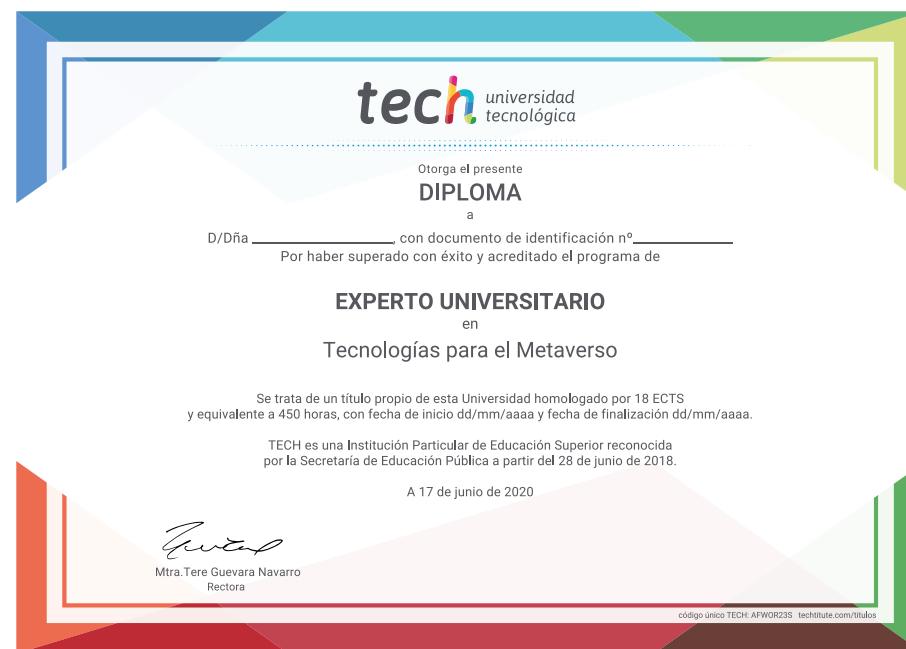 tech universidad
tecnológica
Otorga el presente
DIPLOMA
a
D/Dña ____________________, con documento de identificación nº______________
Por haber superado con éxito y acreditado el programa de
EXPERTO UNIVERSITARIO
en
Tecnologías para el Metaverso
Se trata de un título propio de esta Universidad homologado por 18 ECTS
y equivalente a 450 horas, con fecha de inicio dd/mm/aaaa y fecha de finalización dd/mm/aaaa.
TECH es una Institución Particular de Educación Superior reconocida
por la Secretaría de Educación Pública a partir del 28 de junio de 2018.
A 17 de junio de 2020
Mtra.Tere Guevara Navarro
Rectora
código único TECH: AFWOR23S techtitute.com/titulos